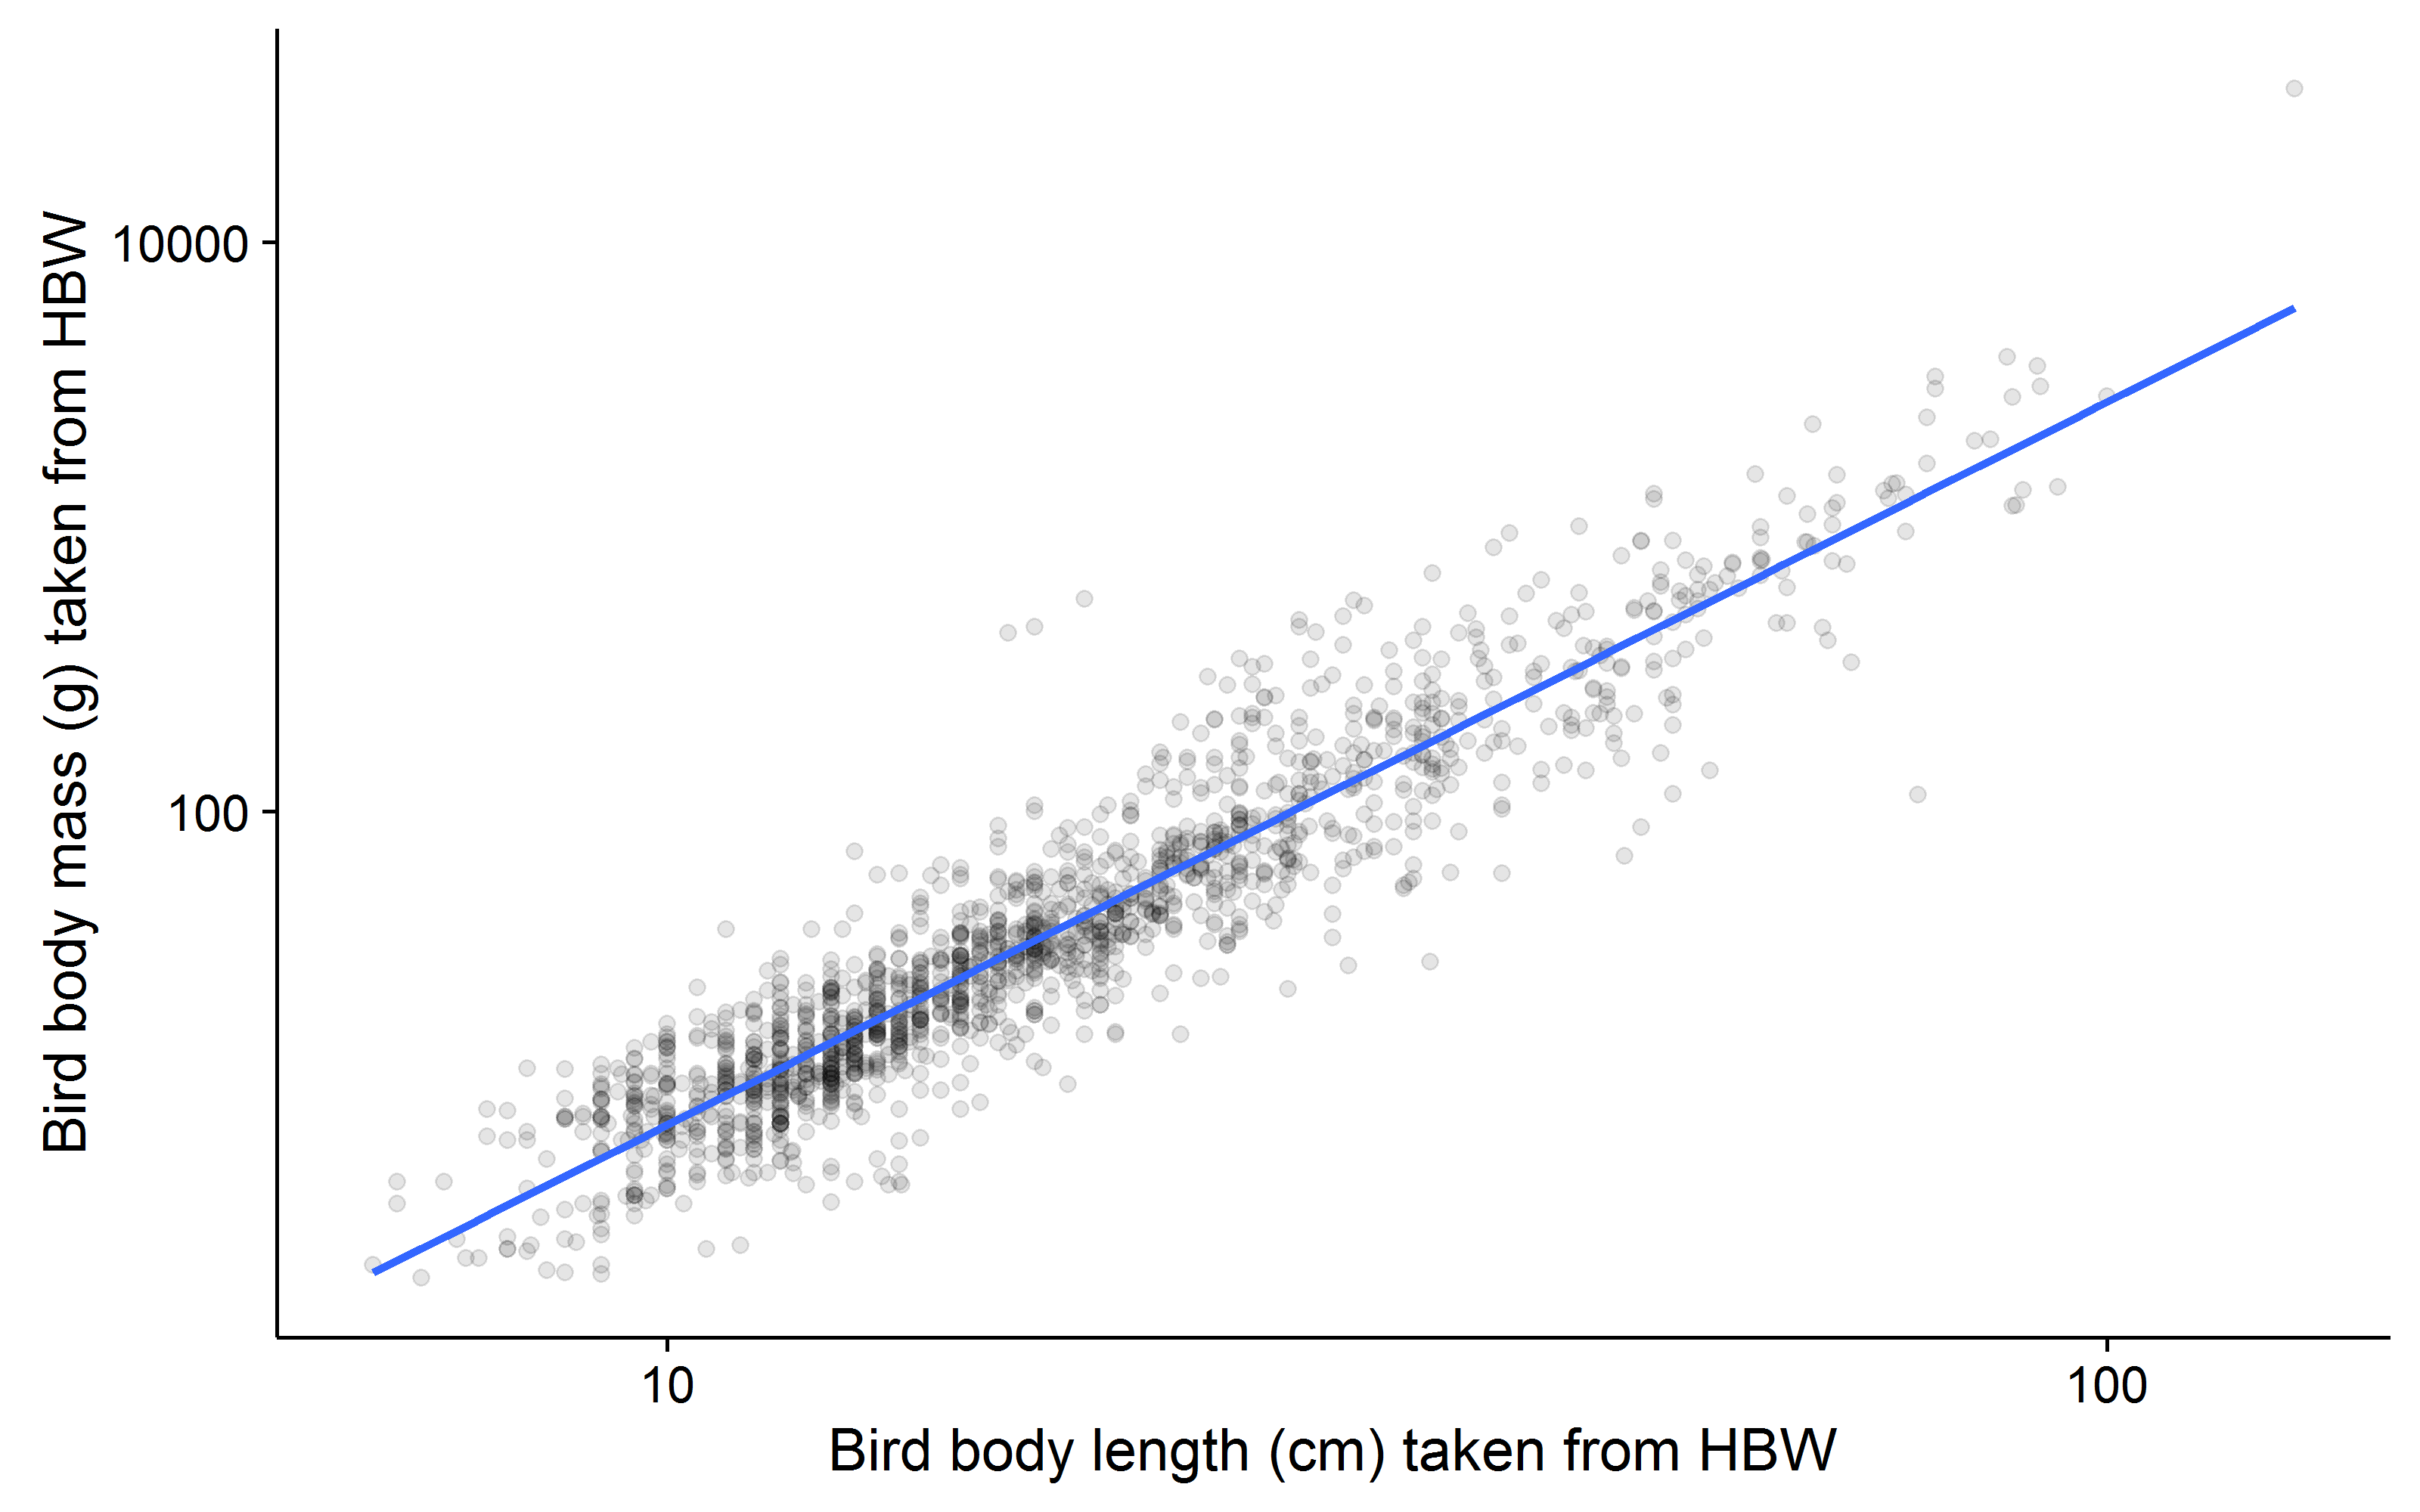 Bird body mass (g) taken from HBW
10000
100
10
100
Bird body length (cm) taken from HBW